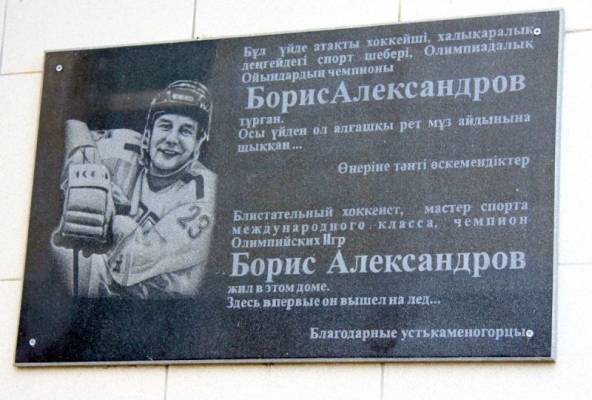 Бұл үйде атақты хоккейші, халықаралық
деңгейдегі спорт шебері, Олимпиадалық
Ойындардың чемпионы
БорисАлександров
тұрған.
Осы үйден ол алғашқы рет мұз айдынына
шыққан...
Өнеріне тәнті өскемендіктер
Блистательный хоккеист, мастер спорта
международного класса, чемпион
Олимпийских Игр
Борис Александров
жил в этом доме.
Здесь впервые он вышел на лед...
Благодарные устькаменогорцы
23